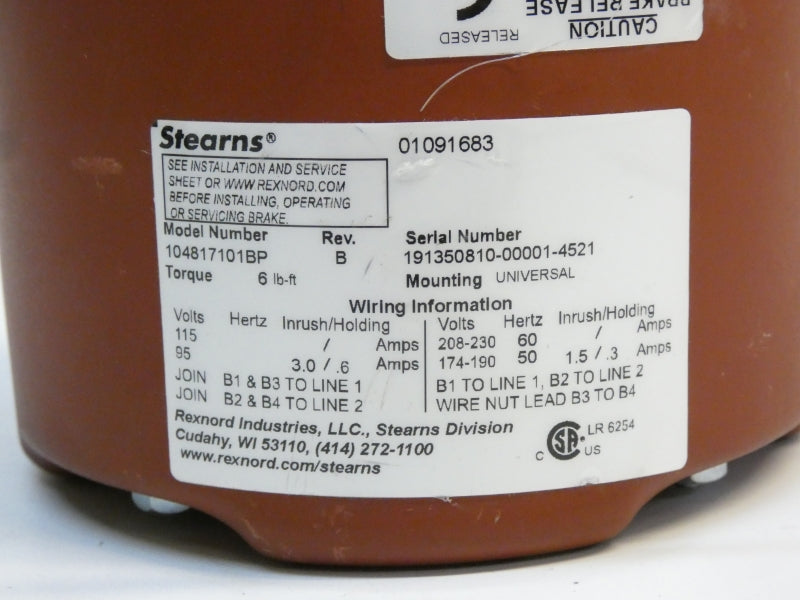 CAUTION
BRAKE RELEASE
RELEASED
Stearns® 01091683
SEE INSTALLATION AND SERVICE
SHEET OR WWW.REXNORD.COM
BEFORE INSTALLING, OPERATING
OR SERVICING BRAKE.
Model Number Rev. Serial Number
104817101BP B 191350810-00001-4521
Torque 6 lb-ft Mounting UNIVERSAL
Wiring Information
Volts Hertz Inrush/Holding
115 / Amps
95 3.0 / .6 Amps
JOIN B1 & B3 TO LINE 1
JOIN B2 & B4 TO LINE 2
Volts Hertz Inrush/Holding
208-230 60 / Amps
174-190 50 1.5 / .3 Amps
B1 TO LINE 1, B2 TO LINE 2
WIRE NUT LEAD B3 TO B4
Rexnord Industries, LLC., Stearns Division
Cudahy, WI 53110, (414) 272-1100
www.rexnord.com/stearns
C SA US LR 6254